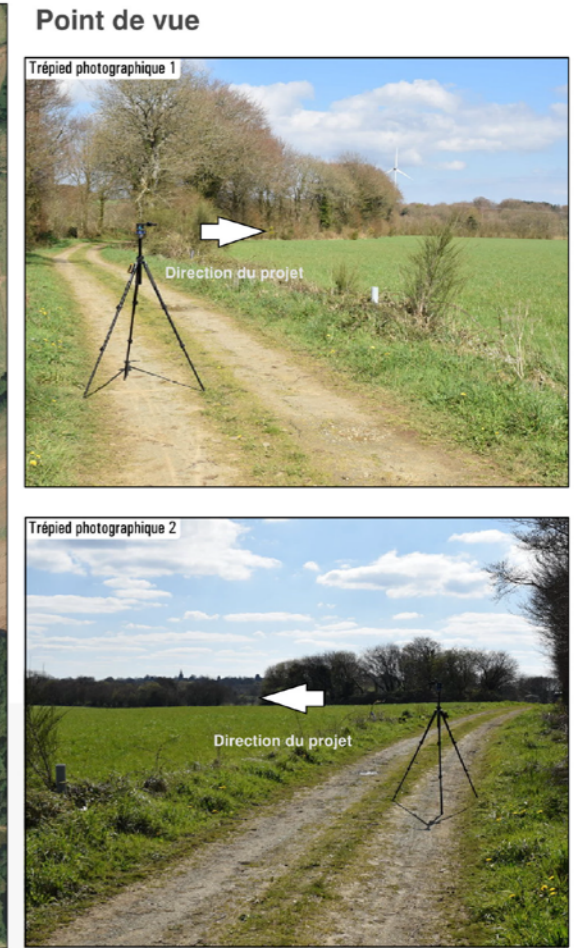 Point de vue
Trépied photographique 1
Direction du projet
Trépied photographique 2
Direction du projet